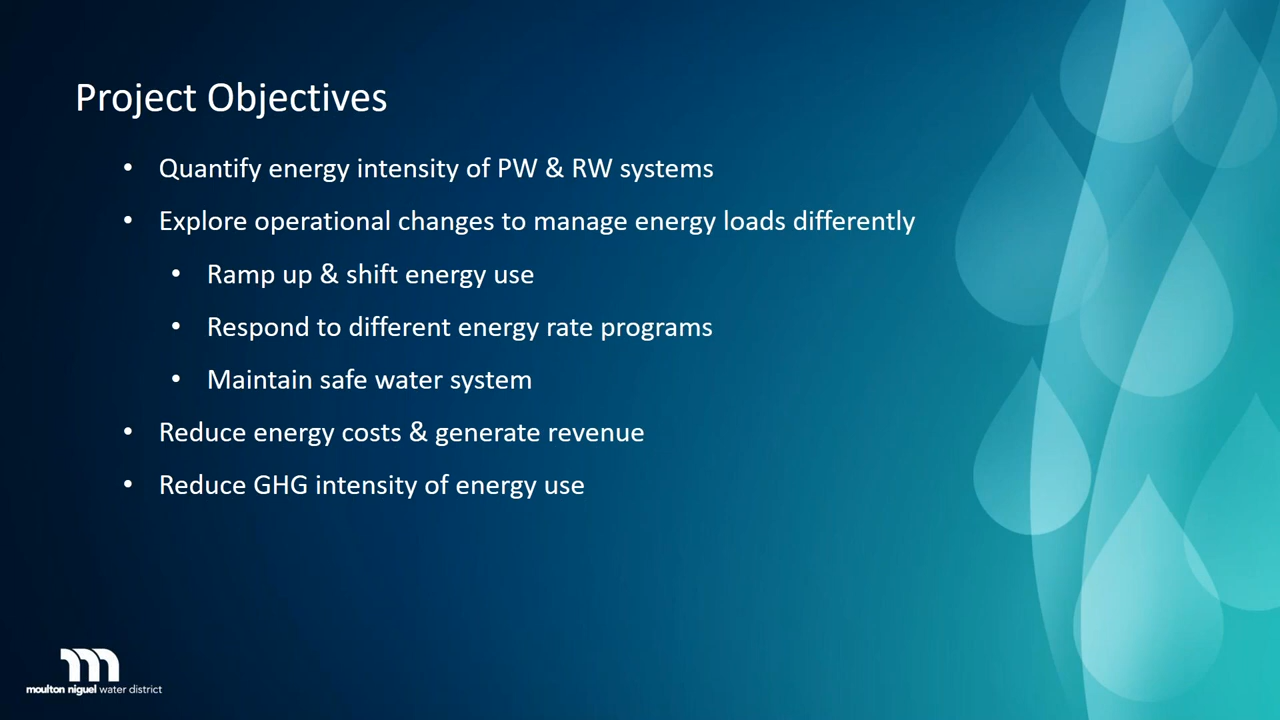 Project Objectives
• Quantify energy intensity of PW & RW systems
• Explore operational changes to manage energy loads differently
• Ramp up & shift energy use
• Respond to different energy rate programs
• Maintain safe water system
• Reduce energy costs & generate revenue
• Reduce GHG intensity of energy use
moulton niguel water district